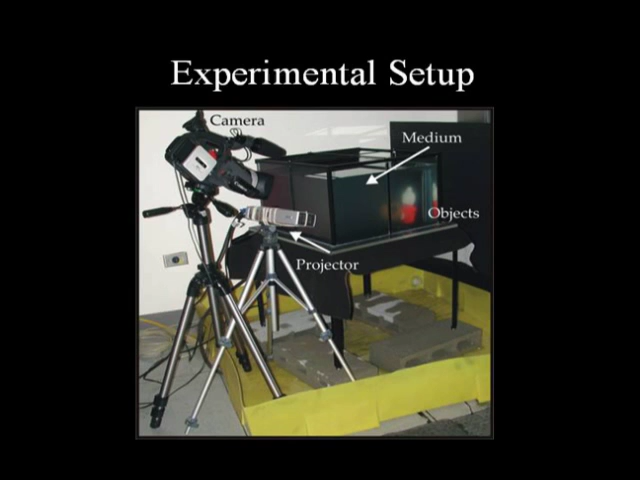 Experimental Setup
Camera
Medium
Objects
Projector